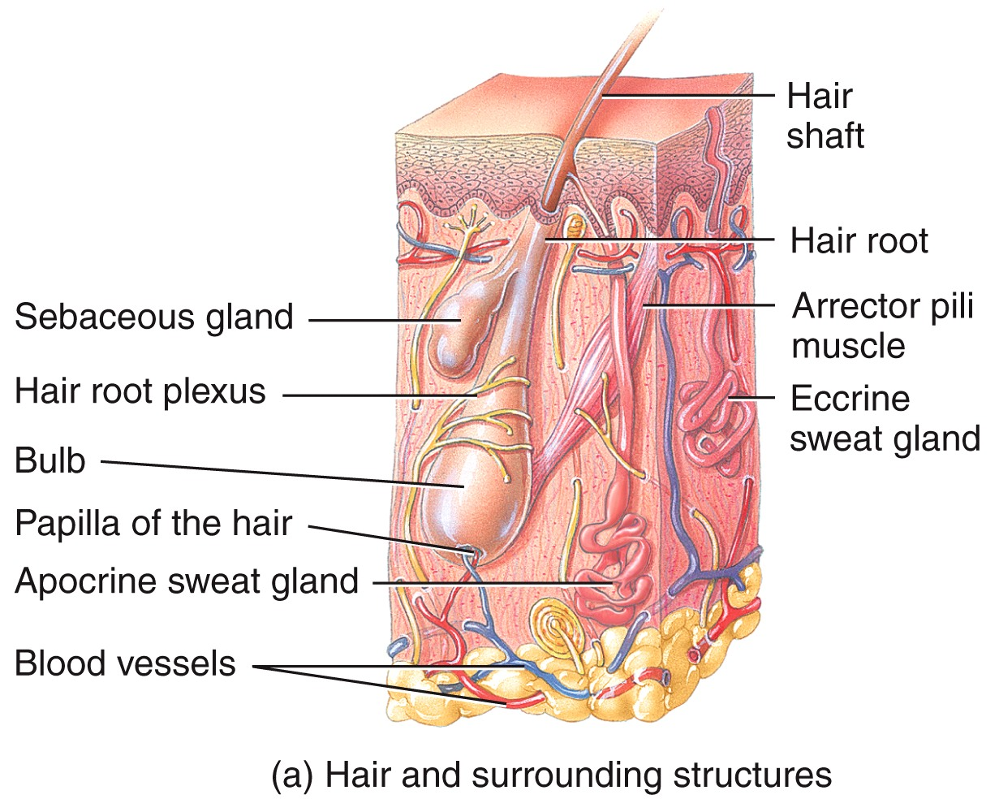 Hair
shaft
Hair root
Arrector pili
muscle
Sebaceous gland
Hair root plexus
Eccrine
sweat gland
Bulb
Papilla of the hair
Apocrine sweat gland
Blood vessels
(a) Hair and surrounding structures